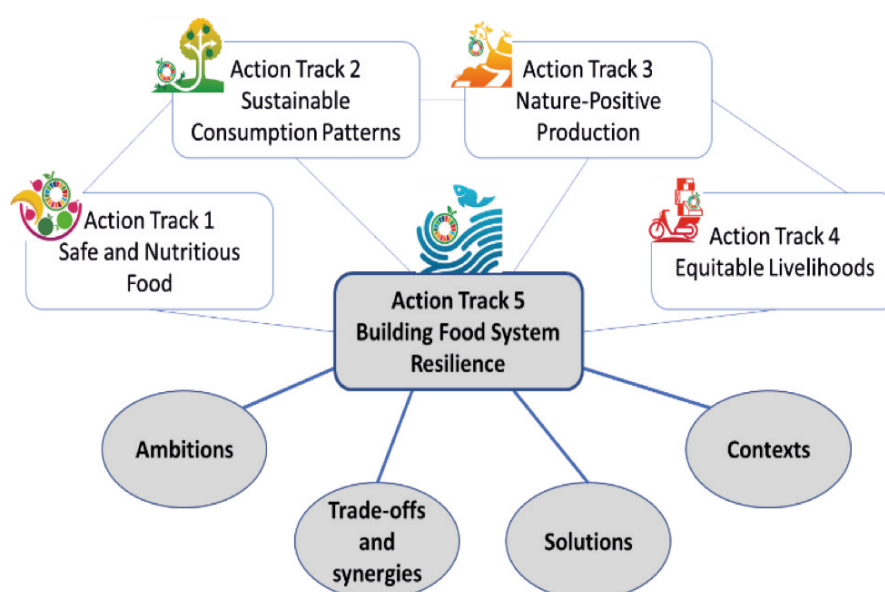 Action Track 2
Sustainable
Consumption Patterns
Action Track 3
Nature-Positive
Production
Action Track 1
Safe and Nutritious
Food
Action Track 4
Equitable Livelihoods
Action Track 5
Building Food System
Resilience
Ambitions
Trade-offs
and
synergies
Solutions
Contexts